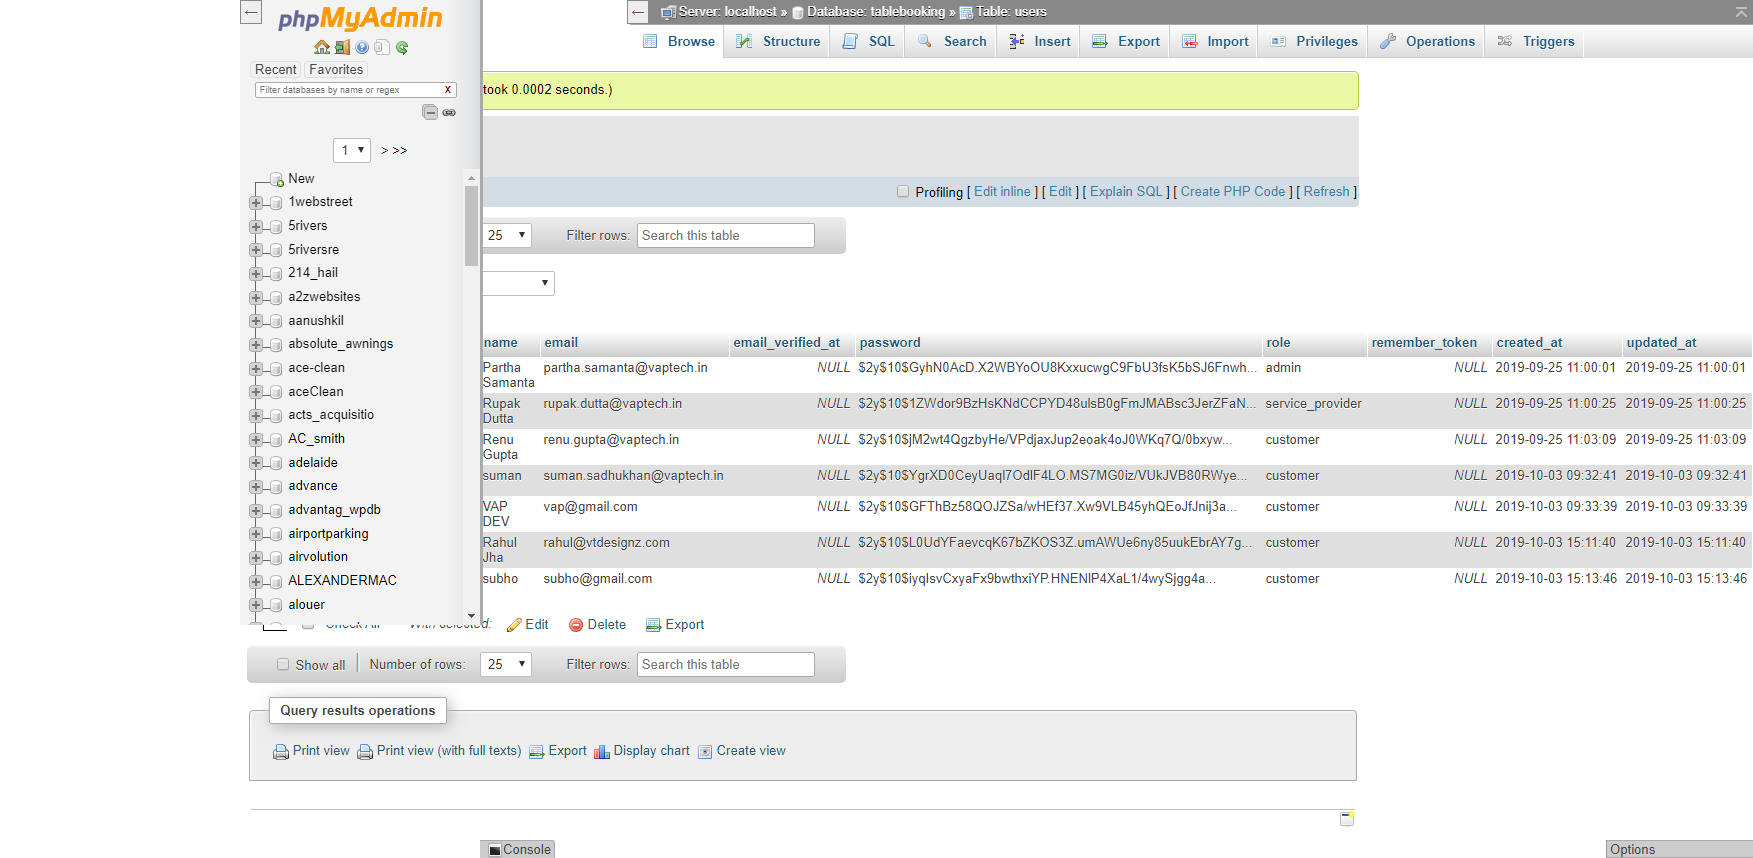 phpMyAdmin
Recent Favorites
Filter databases by name or regex X
1 > >>
New
1webstreet
5rivers
5riversre
214_hail
a2zwebsites
aanushkil
absolute_awnings
ace-clean
aceClean
acts_acquisitio
AC_smith
adelaide
advance
advantag_wpdb
airportparking
airvolution
ALEXANDERMAC
alouer
Server: localhost » Database: tablebooking » Table: users
Browse Structure SQL Search Insert Export Import Privileges Operations Triggers
took 0.0002 seconds.)
Profiling [ Edit inline ] [ Edit ] [ Explain SQL ] [ Create PHP Code ] [ Refresh ]
25 Filter rows: Search this table
name email email_verified_at password role remember_token created_at updated_at
Partha Samanta partha.samanta@vaptech.in NULL $2y$10$GyhN0AcD.X2WBYoOU8KxxucwgC9FbU3fsK5bSJ6Fnwh... admin NULL 2019-09-25 11:00:01 2019-09-25 11:00:01
Rupak Dutta rupak.dutta@vaptech.in NULL $2y$10$1ZWdor9BzHsKNdCCPYD48ulsB0gFmJMABsc3JerZFaN... service_provider NULL 2019-09-25 11:00:25 2019-09-25 11:00:25
Renu Gupta renu.gupta@vaptech.in NULL $2y$10$jM2wt4QgzbyHe/VPdjaxJup2eoak4oJ0WKq7Q/0bxyw... customer NULL 2019-09-25 11:03:09 2019-09-25 11:03:09
suman suman.sadhukhan@vaptech.in NULL $2y$10$YgrXD0CeyUaql7OdlF4LO.MS7MG0iz/VUkJVB80RWye... customer NULL 2019-10-03 09:32:41 2019-10-03 09:32:41
VAP DEV vap@gmail.com NULL $2y$10$GFThBz58QOJZSa/wHEf37.Xw9VLB45yhQEoJfJnij3a... customer NULL 2019-10-03 09:33:39 2019-10-03 09:33:39
Rahul Jha rahul@vtdesignz.com NULL $2y$10$L0UdYFaevcqK67bZKOS3Z.umAWUe6ny85uukEbrAY7g... customer NULL 2019-10-03 15:11:40 2019-10-03 15:11:40
subho subho@gmail.com NULL $2y$10$iyqIsvCxyaFx9bwthxiYP.HNENIP4XaL1/4wySjgg4a... customer NULL 2019-10-03 15:13:46 2019-10-03 15:13:46
Check All With selected: Edit Delete Export
Show all Number of rows: 25 Filter rows: Search this table
Query results operations
Print view Print view (with full texts) Export Display chart Create view
Console Options